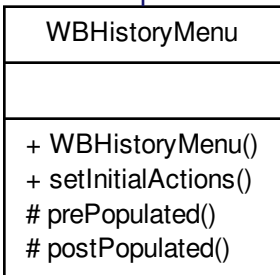 WBHistoryMenu
+ WBHistoryMenu()
+ setInitialActions()
# prePopulated()
# postPopulated()